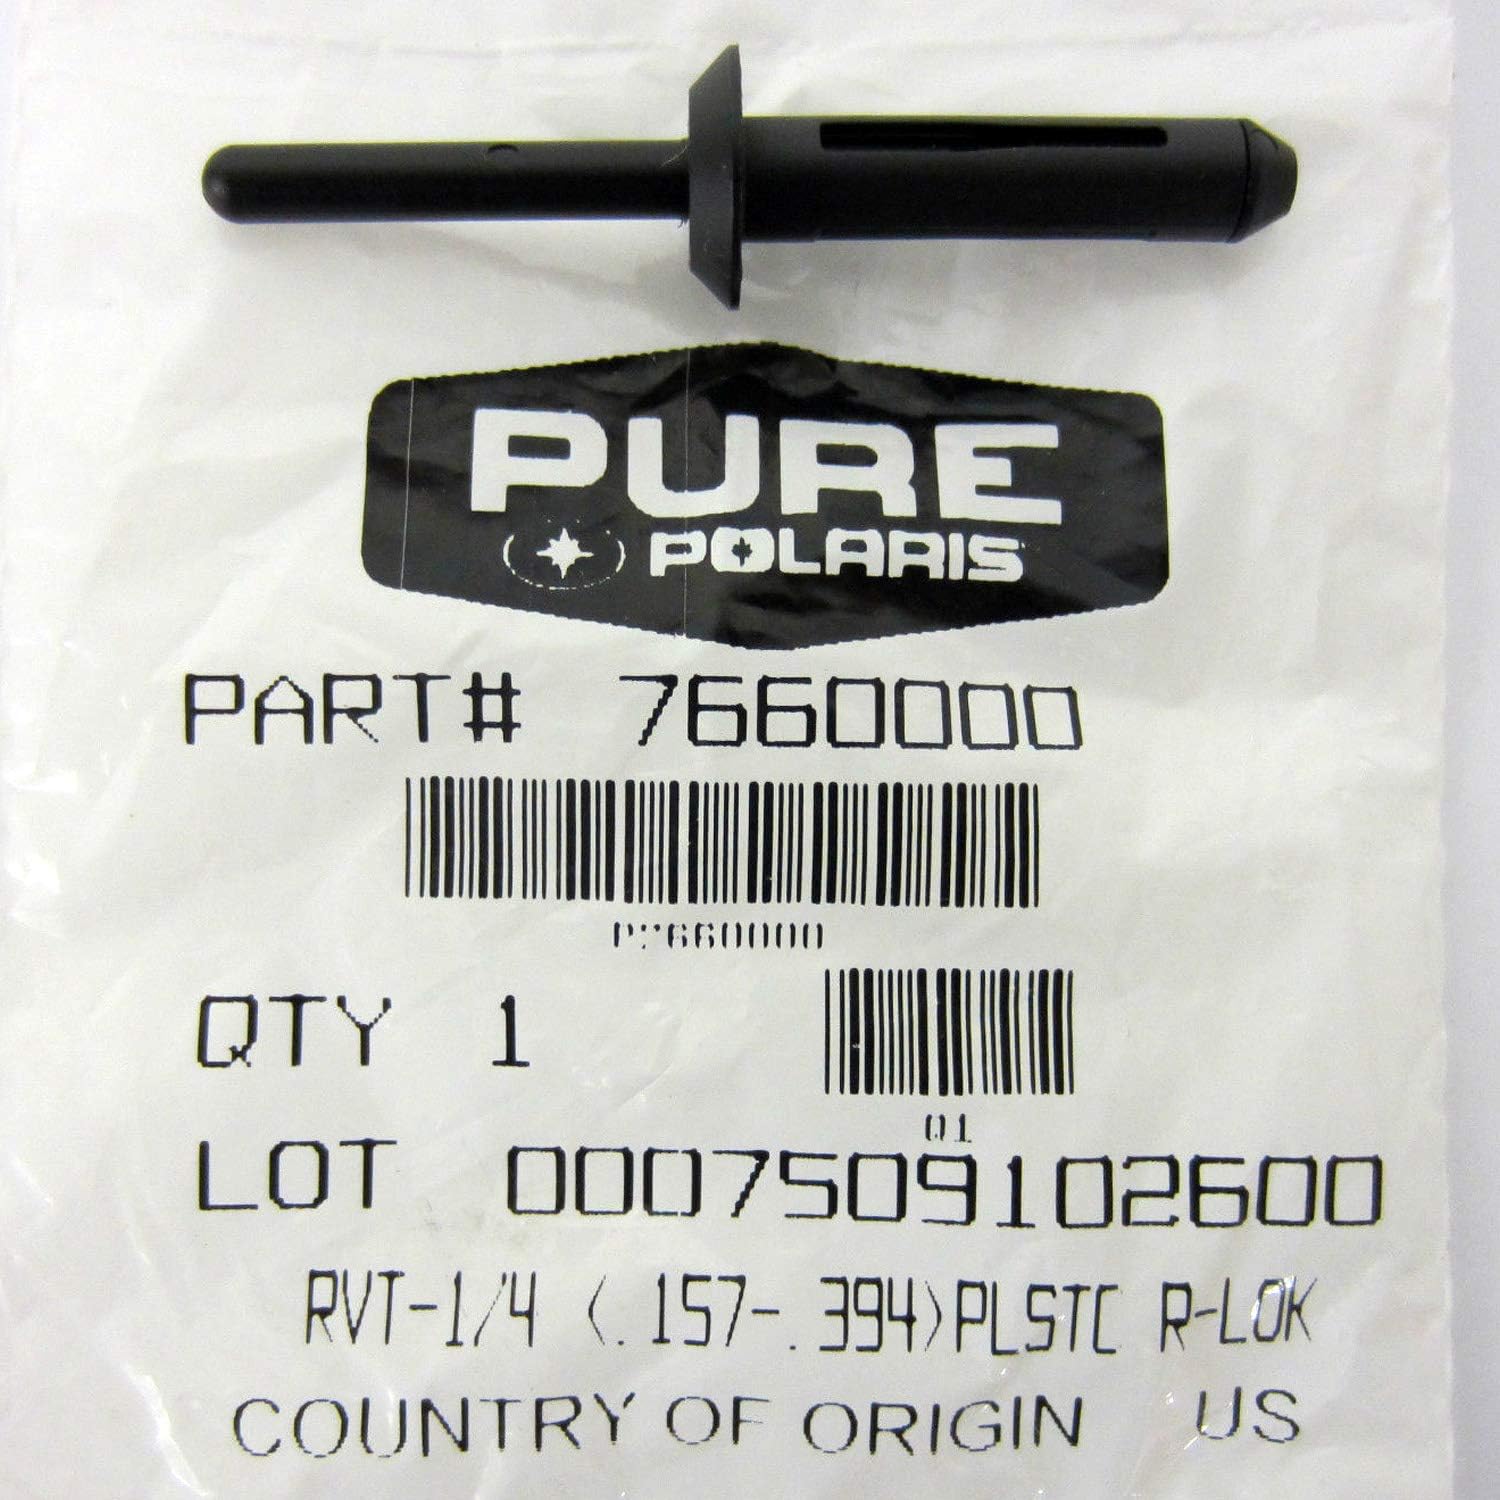 PURE
POLARIS
PART# 7660000
P7660000
QTY 1
Q1
LOT 0007509102600
RVT-1/4 <.157-.394>PLSTC R-LOK
COUNTRY OF ORIGIN US